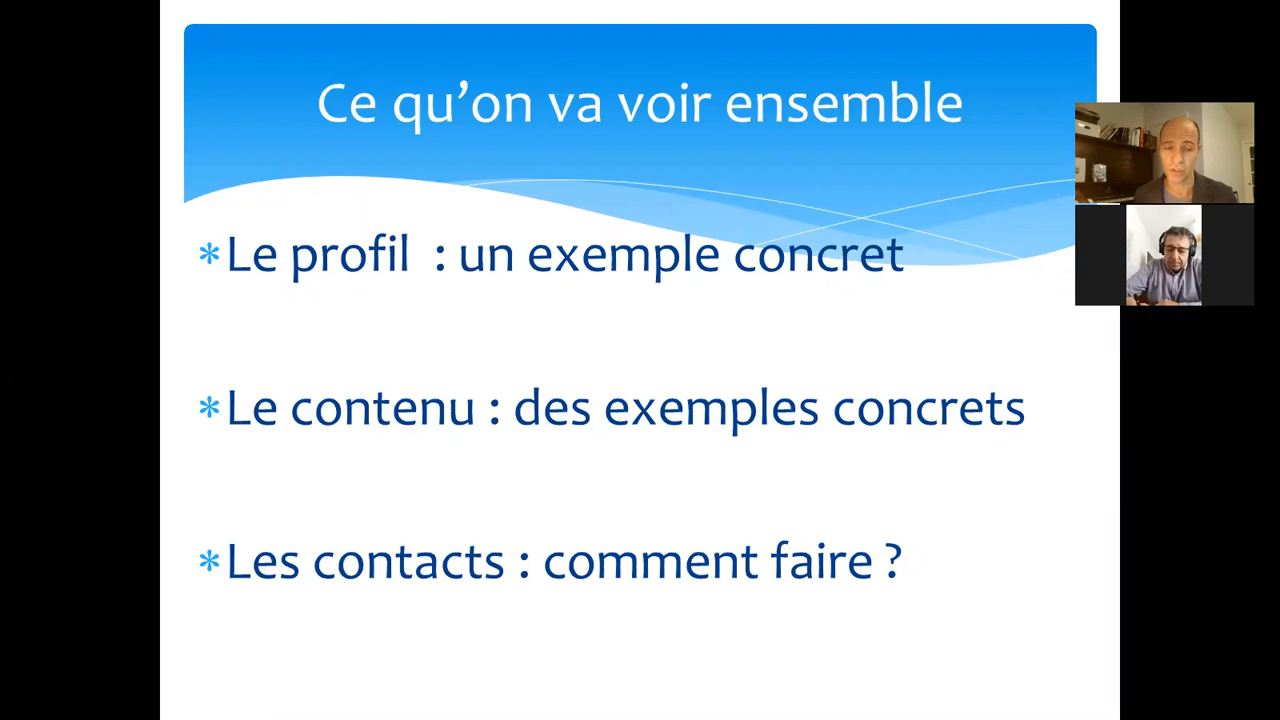 Ce qu’on va voir ensemble
*Le profil : un exemple concret
*Le contenu : des exemples concrets
*Les contacts : comment faire ?